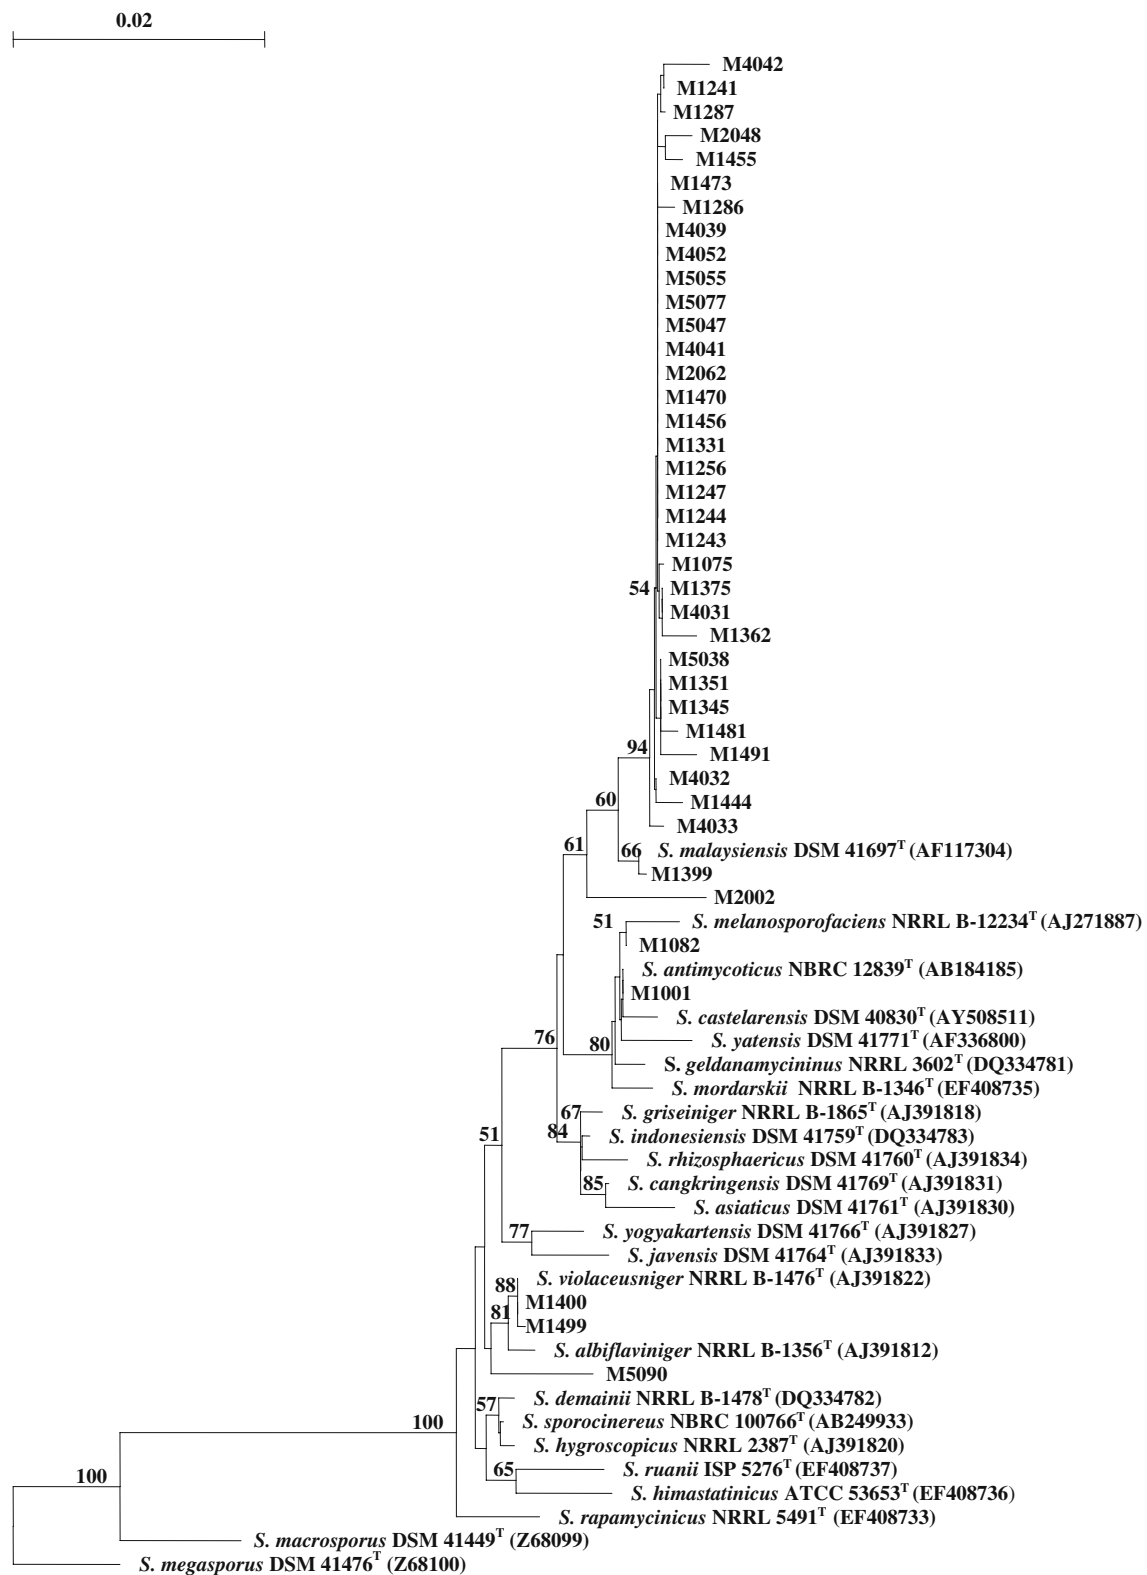 0.02
M4042
M1241
M1287
M2048
M1455
M1473
M1286
M4039
M4052
M5055
M5077
M5047
M4041
M2062
M1470
M1456
M1331
M1256
M1247
M1244
M1243
M1075
54 M1375
M4031
M1362
M5038
M1351
M1345
M1481
94 M1491
M4032
60 M1444
M4033
61 66 S. malaysiensis DSM 41697T (AF117304)
M1399
M2002
51 S. melanosporofaciens NRRL B-12234T (AJ271887)
M1082
S. antimycoticus NBRC 12839T (AB184185)
M1001
S. castelarensis DSM 40830T (AY508511)
76 80 S. yatensis DSM 41771T (AF336800)
S. geldanamycininus NRRL 3602T (DQ334781)
S. mordarskii NRRL B-1346T (EF408735)
67 S. griseiniger NRRL B-1865T (AJ391818)
51 84 S. indonesiensis DSM 41759T (DQ334783)
S. rhizosphaericus DSM 41760T (AJ391834)
85 S. cangkringensis DSM 41769T (AJ391831)
S. asiaticus DSM 41761T (AJ391830)
77 S. yogyakartensis DSM 41766T (AJ391827)
S. javensis DSM 41764T (AJ391833)
88 S. violaceusniger NRRL B-1476T (AJ391822)
M1400
81 M1499
S. albiflaviniger NRRL B-1356T (AJ391812)
M5090
57 S. demainii NRRL B-1478T (DQ334782)
100 S. sporocinereus NBRC 100766T (AB249933)
S. hygroscopicus NRRL 2387T (AJ391820)
100 65 S. ruanii ISP 5276T (EF408737)
S. himastatinicus ATCC 53653T (EF408736)
S. rapamycinicus NRRL 5491T (EF408733)
S. macrosporus DSM 41449T (Z68099)
S. megasporus DSM 41476T (Z68100)